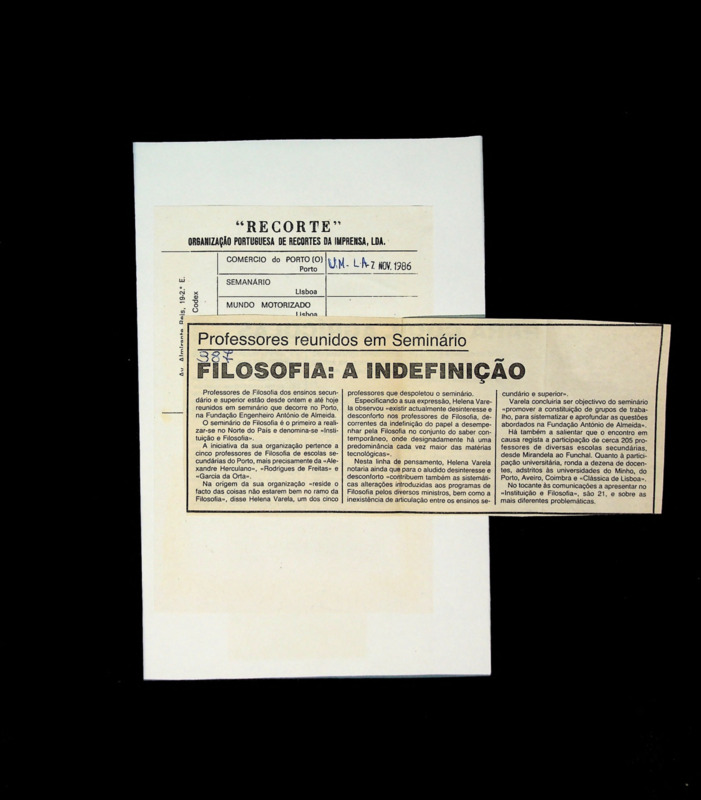 "RECORTE"
ORGANIZAÇÃO PORTUGUESA DE RECORTES DA IMPRENSA, LDA.
COMÉRCIO do PORTO (O)
Porto
U.M- LA- 2 NOV. 1986
SEMANÁRIO
Lisboa
MUNDO MOTORIZADO
Lisboa
Av. Almirante Reis, 19-2.º E.
Codex
Professores reunidos em Seminário
387
FILOSOFIA: A INDEFINIÇÃO
Professores de Filosofia dos ensinos secun-
dário e superior estão desde ontem e até hoje
reunidos em seminário que decorre no Porto,
na Fundação Engenheiro António de Almeida.
O seminário de Filosofia é o primeiro a reali-
zar-se no Norte do País e denomina-se «Insti-
tuição e Filosofia».
A iniciativa da sua organização pertence a
cinco professores de Filosofia de escolas se-
cundárias do Porto, mais precisamente da «Ale-
xandre Herculano», «Rodrigues de Freitas» e
«Garcia da Orta».
Na origem da sua organização «reside o
facto das coisas não estarem bem no ramo da
Filosofia», disse Helena Varela, um dos cinco
professores que despoletou o seminário.
Especificando a sua expressão, Helena Vare-
la observou «existir actualmente desinteresse e
desconforto nos professores de Filosofia, de-
correntes da indefinição do papel a desempe-
nhar pela Filosofia no conjunto do saber con-
temporâneo, onde designadamente há uma
predominância cada vez maior das matérias
tecnológicas».
Nesta linha de pensamento, Helena Varela
notaria ainda que para o aludido desinteresse e
desconforto «contribuem também as sistemáti-
cas alterações introduzidas aos programas de
Filosofia pelos diversos ministros, bem como a
inexistência de articulação entre os ensinos se-
cundário e superior».
Varela concluiria ser objectivvo do seminário
«promover a constituição de grupos de traba-
lho, para sistematizar e aprofundar as questões
abordados na Fundação António de Almeida».
Há também a salientar que o encontro em
causa regista a participação de cerca 205 pro-
fessores de diversas escolas secundárias,
desde Mirandela ao Funchal. Quanto à partici-
pação universitária, ronda a dezena de docen-
tes, adstritos às universidades do Minho, do
Porto, Aveiro, Coimbra e «Clássica de Lisboa».
No tocante às comunicações a apresentar no
«Instituição e Filosofia», são 21, e sobre as
mais diferentes problemáticas.